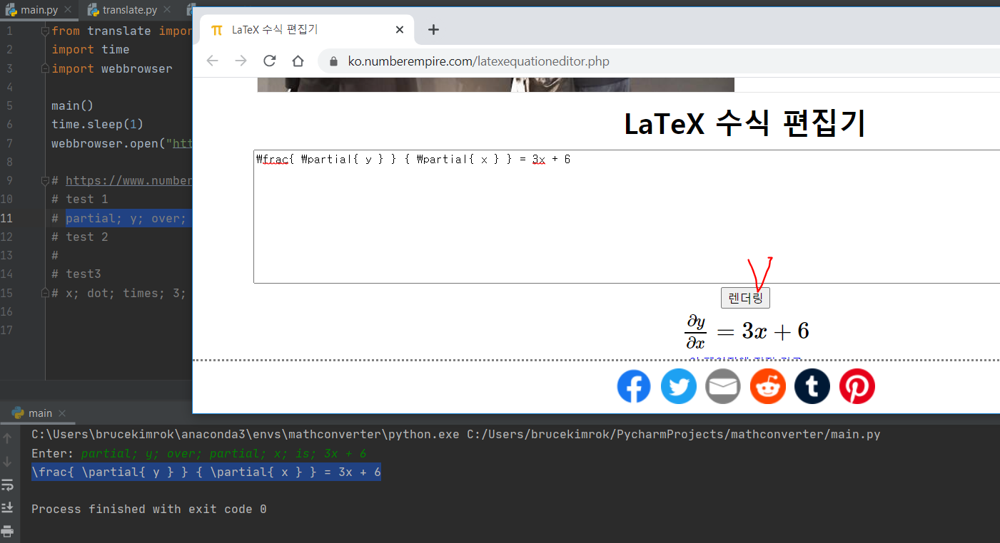 main.py
translate.py
1 from translate impor
2 import time
3 import webbrowser
4
5 main()
6 time.sleep(1)
7 webbrowser.open("htt
8
9 # https://www.number
10 # test 1
11 # partial; y; over;
12 # test 2
13 #
14 # test3
15 # x; dot; times; 3;
16
17
LaTeX 수식 편집기
ko.numberempire.com/latexequationeditor.php
LaTeX 수식 편집기
₩frac{ ₩partial{ y } } { ₩partial{ x } } = 3x + 6
렌더링
∂y/∂x = 3x + 6
main
C:\Users\brucekimrok\anaconda3\envs\mathconverter\python.exe C:/Users/brucekimrok/PycharmProjects/mathconverter/main.py
Enter: partial; y; over; partial; x; is; 3x + 6
\frac{ \partial{ y } } { \partial{ x } } = 3x + 6
Process finished with exit code 0